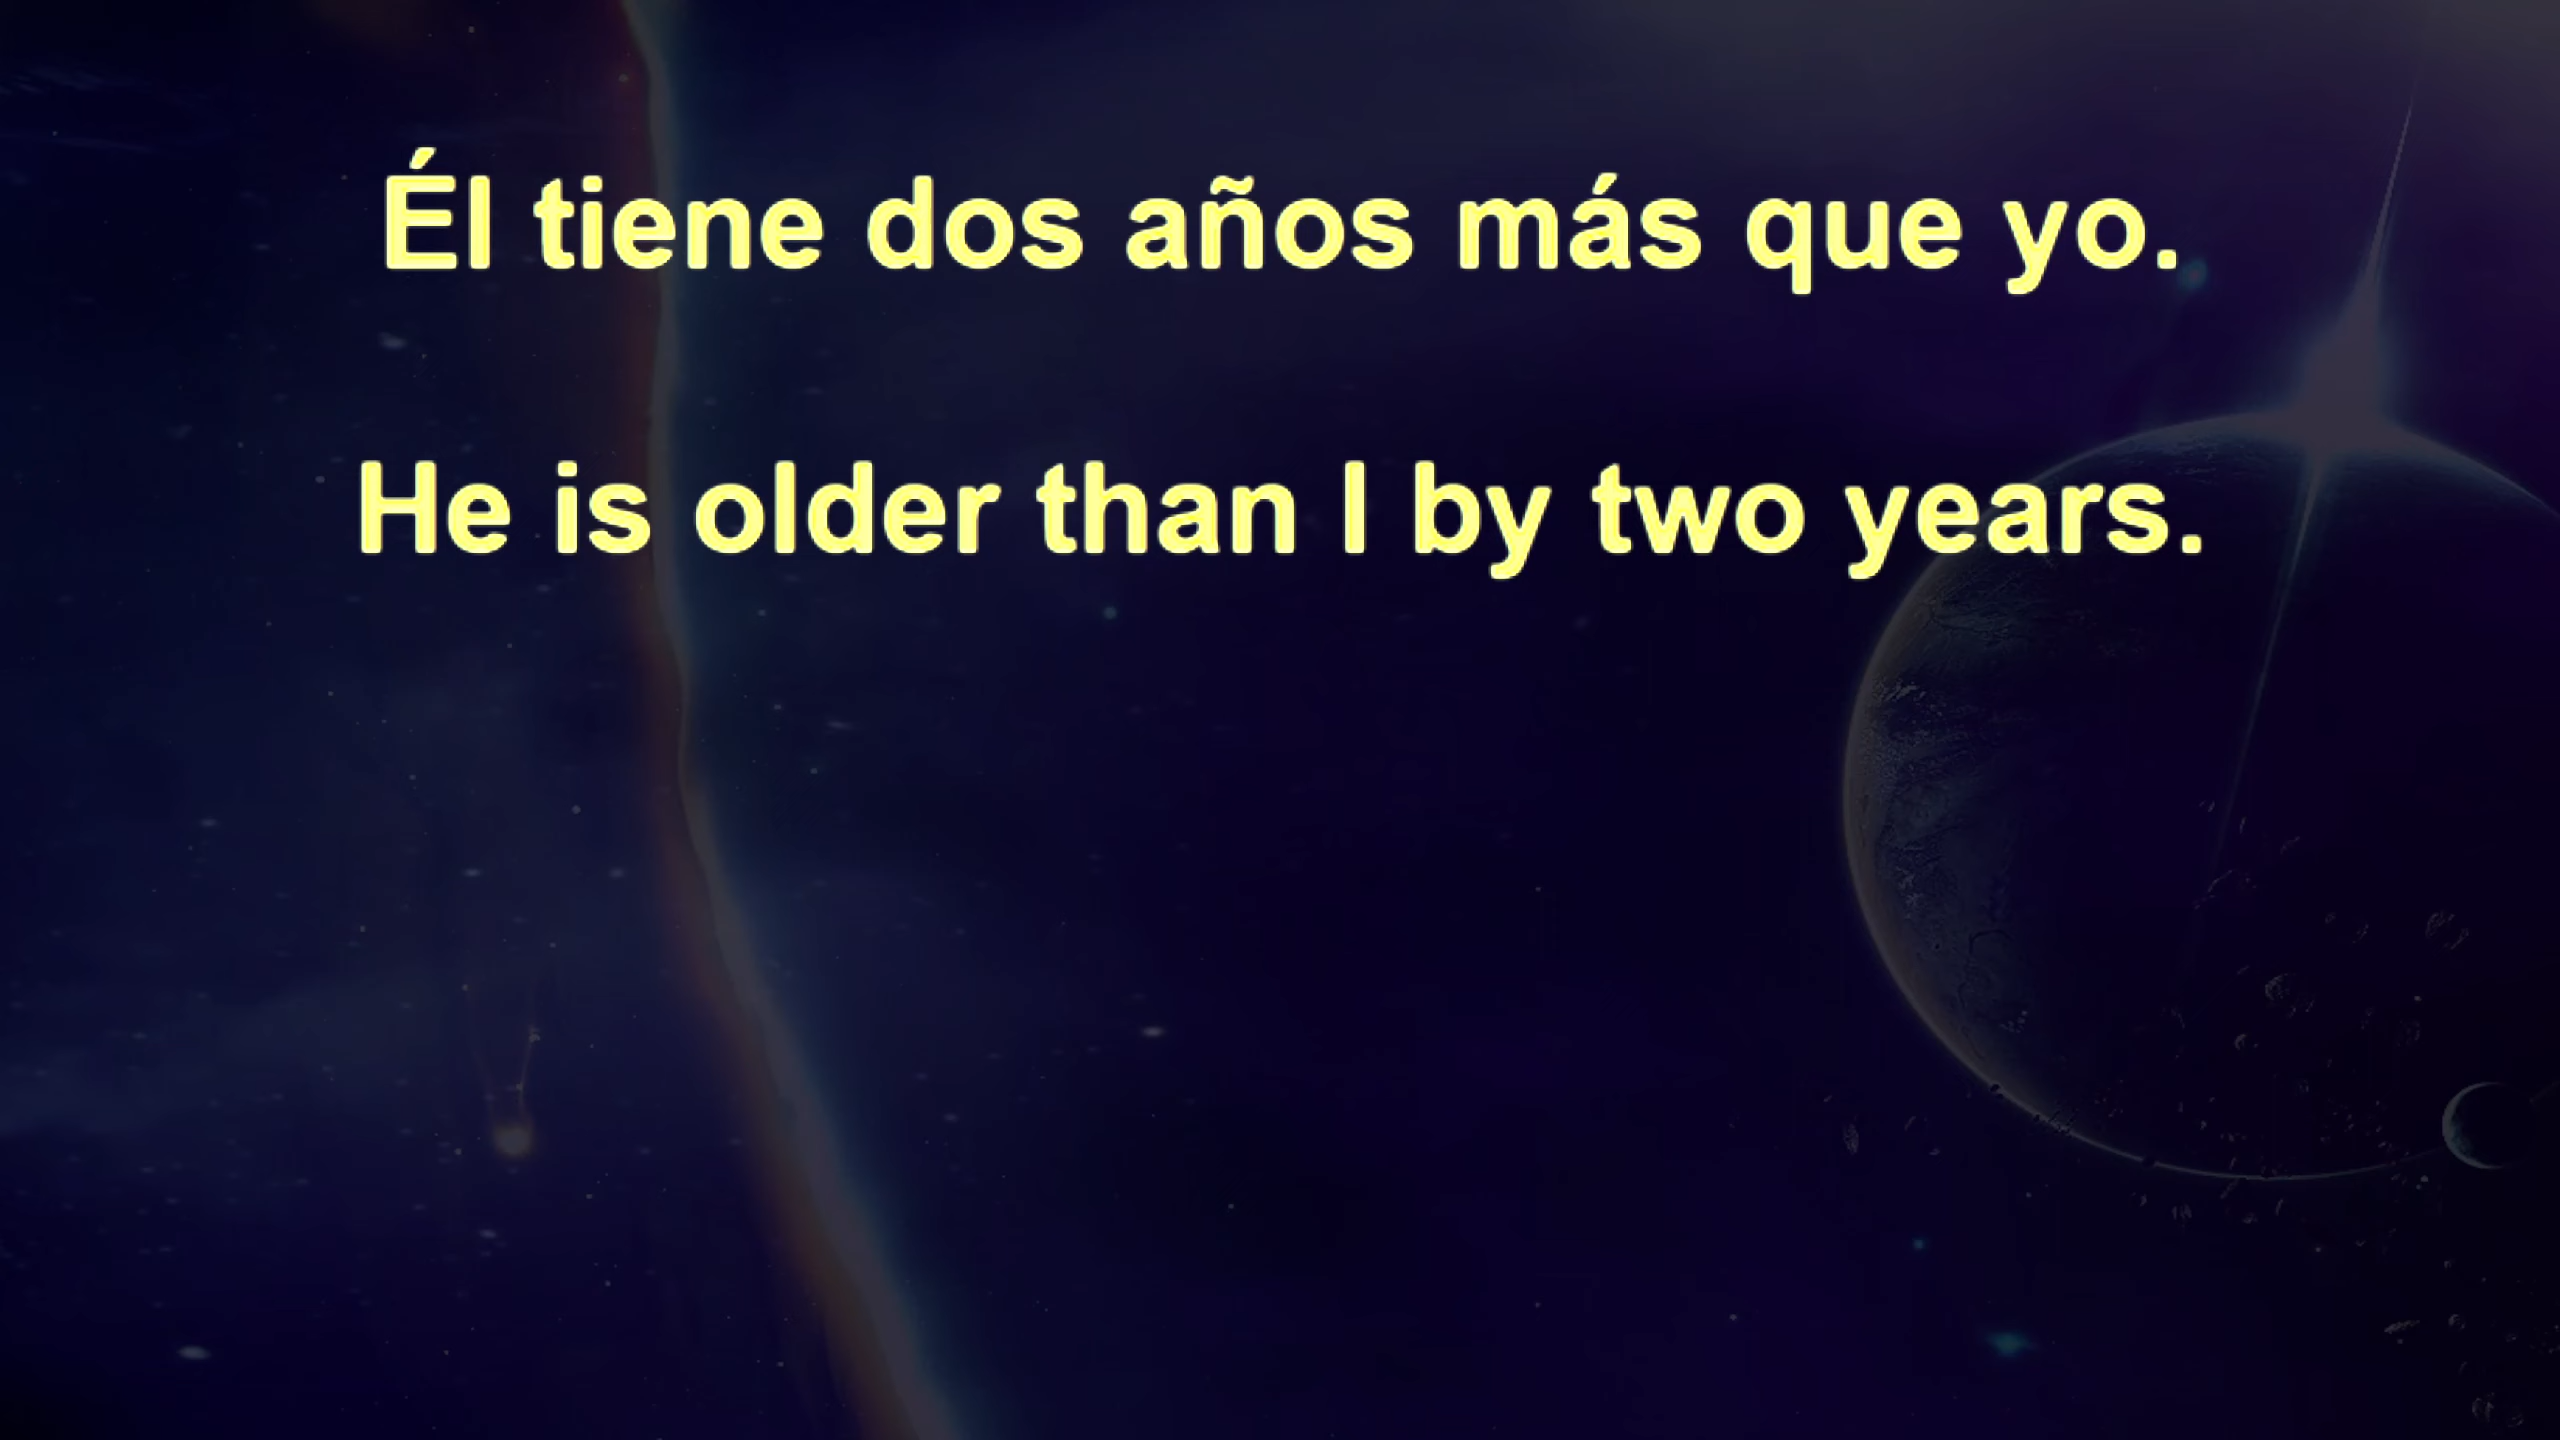 Él tiene dos años más que yo.
He is older than I by two years.